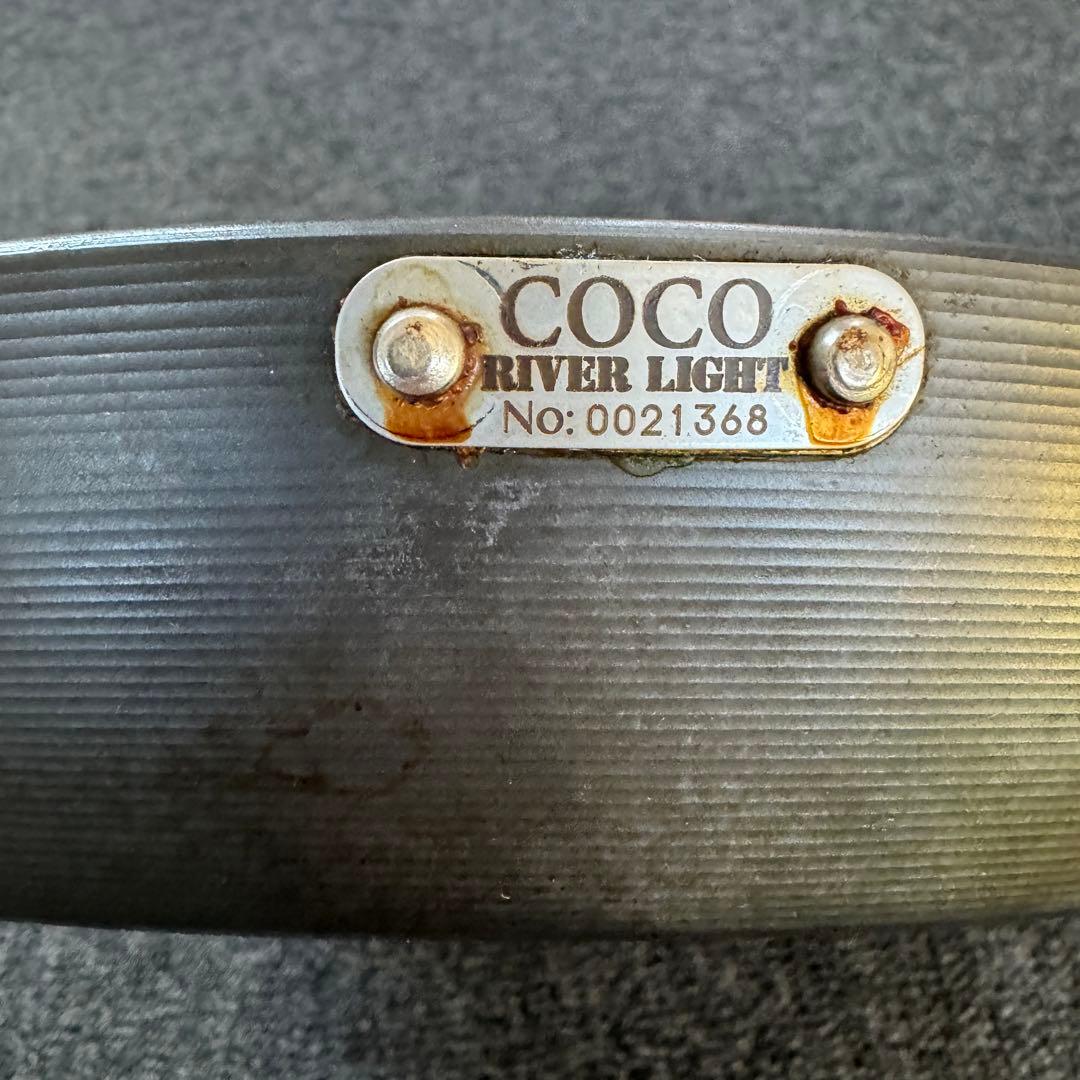 COCO
RIVER LIGHT
No: 0021368